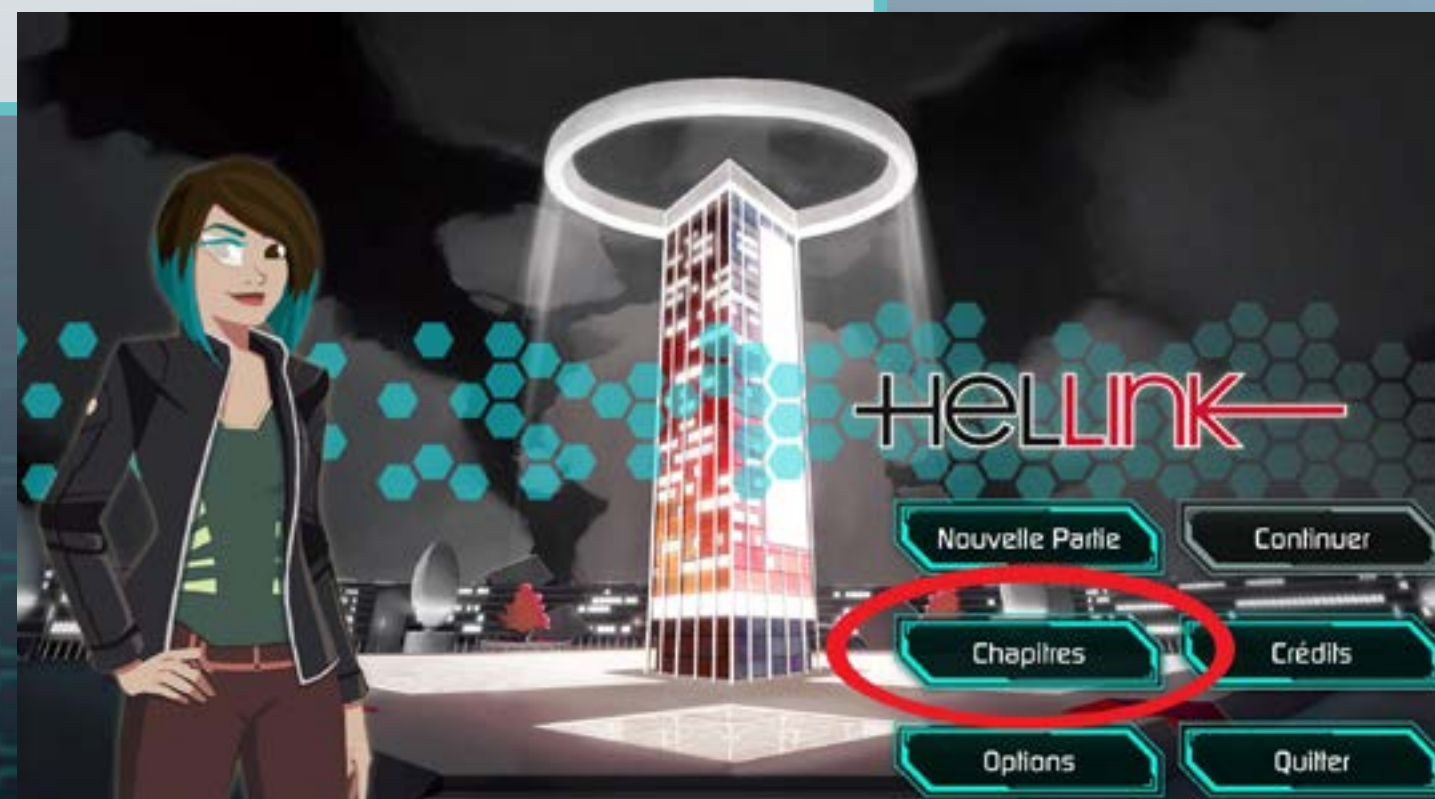 HELLINK
Nouvelle Partie
Continuer
Chapitres
Crédits
Options
Quitter